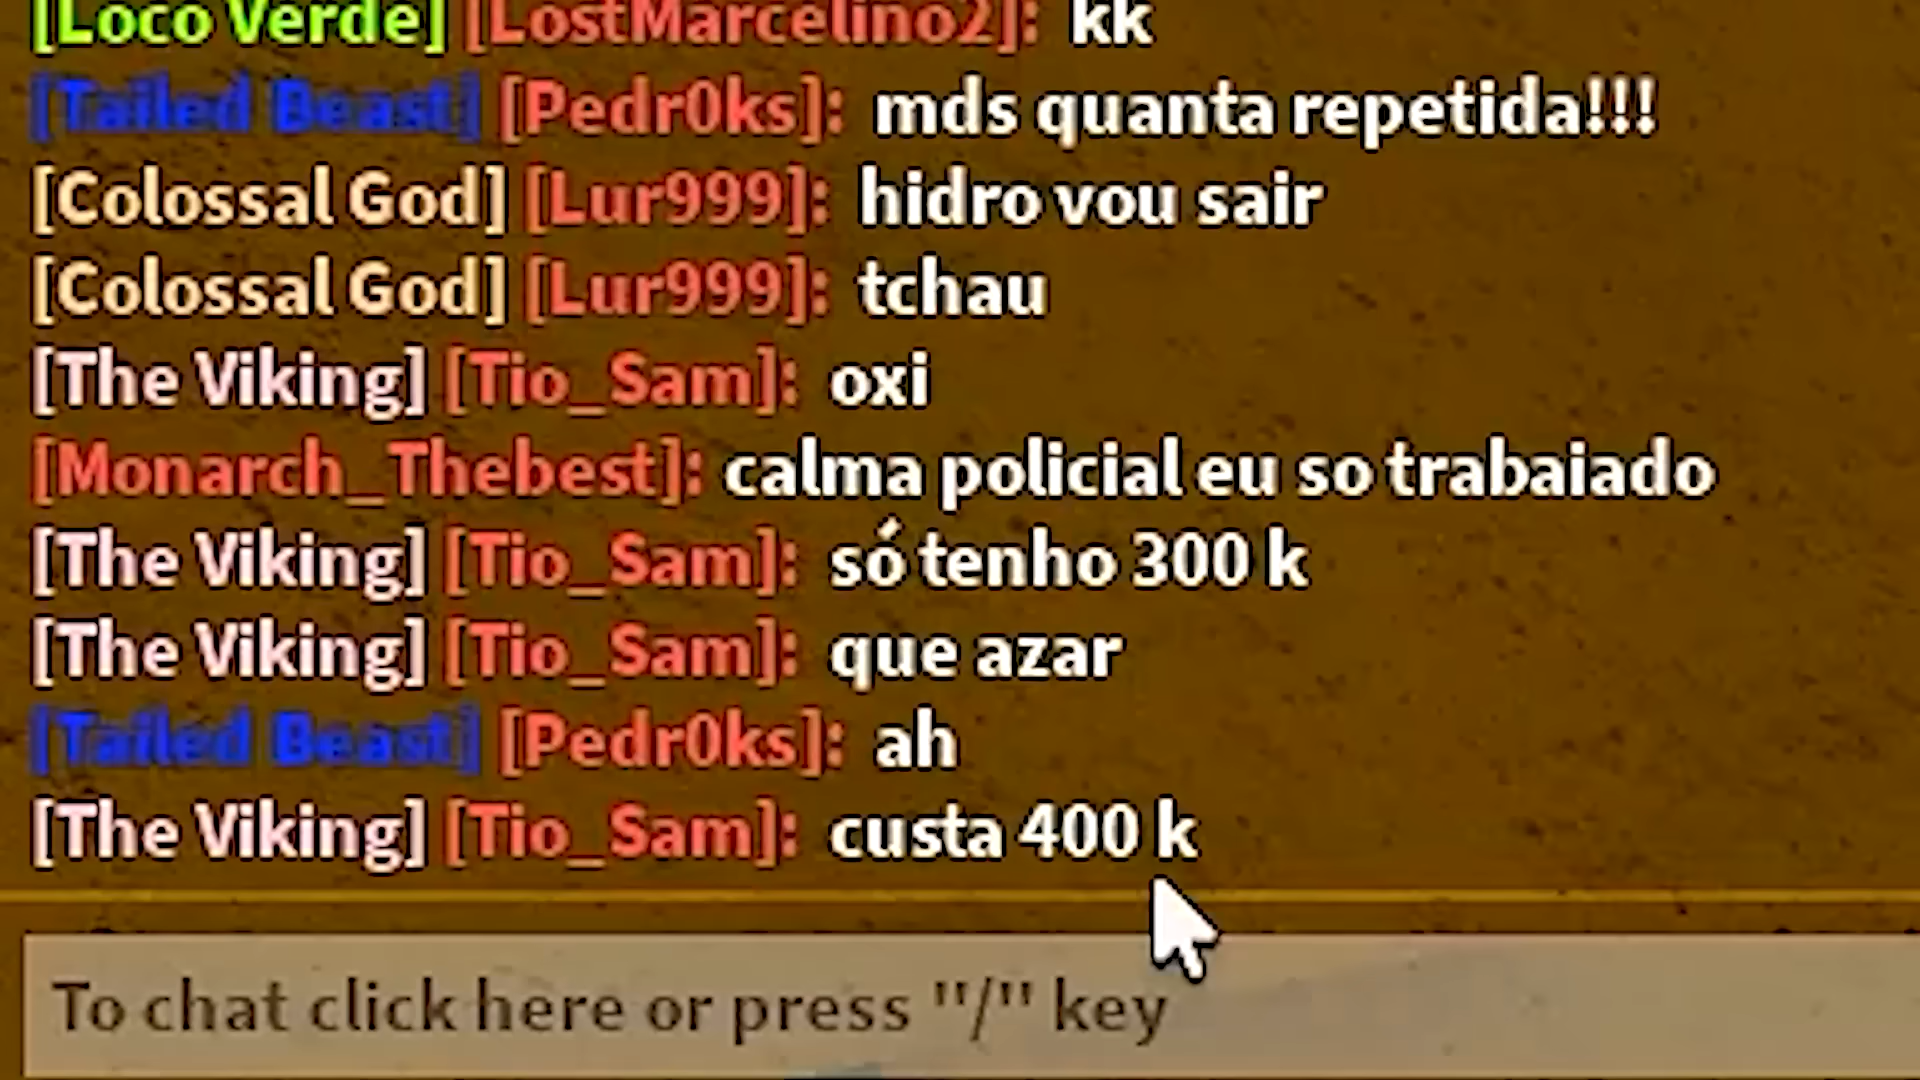 [Loco Verde] [LostMarcelino2]: kk
[Tailed Beast] [Pedr0ks]: mds quanta repetida!!!
[Colossal God] [Lur999]: hidro vou sair
[Colossal God] [Lur999]: tchau
[The Viking] [Tio_Sam]: oxi
[Monarch_Thebest]: calma policial eu so trabaiado
[The Viking] [Tio_Sam]: só tenho 300 k
[The Viking] [Tio_Sam]: que azar
[Tailed Beast] [Pedr0ks]: ah
[The Viking] [Tio_Sam]: custa 400 k
To chat click here or press "/" key